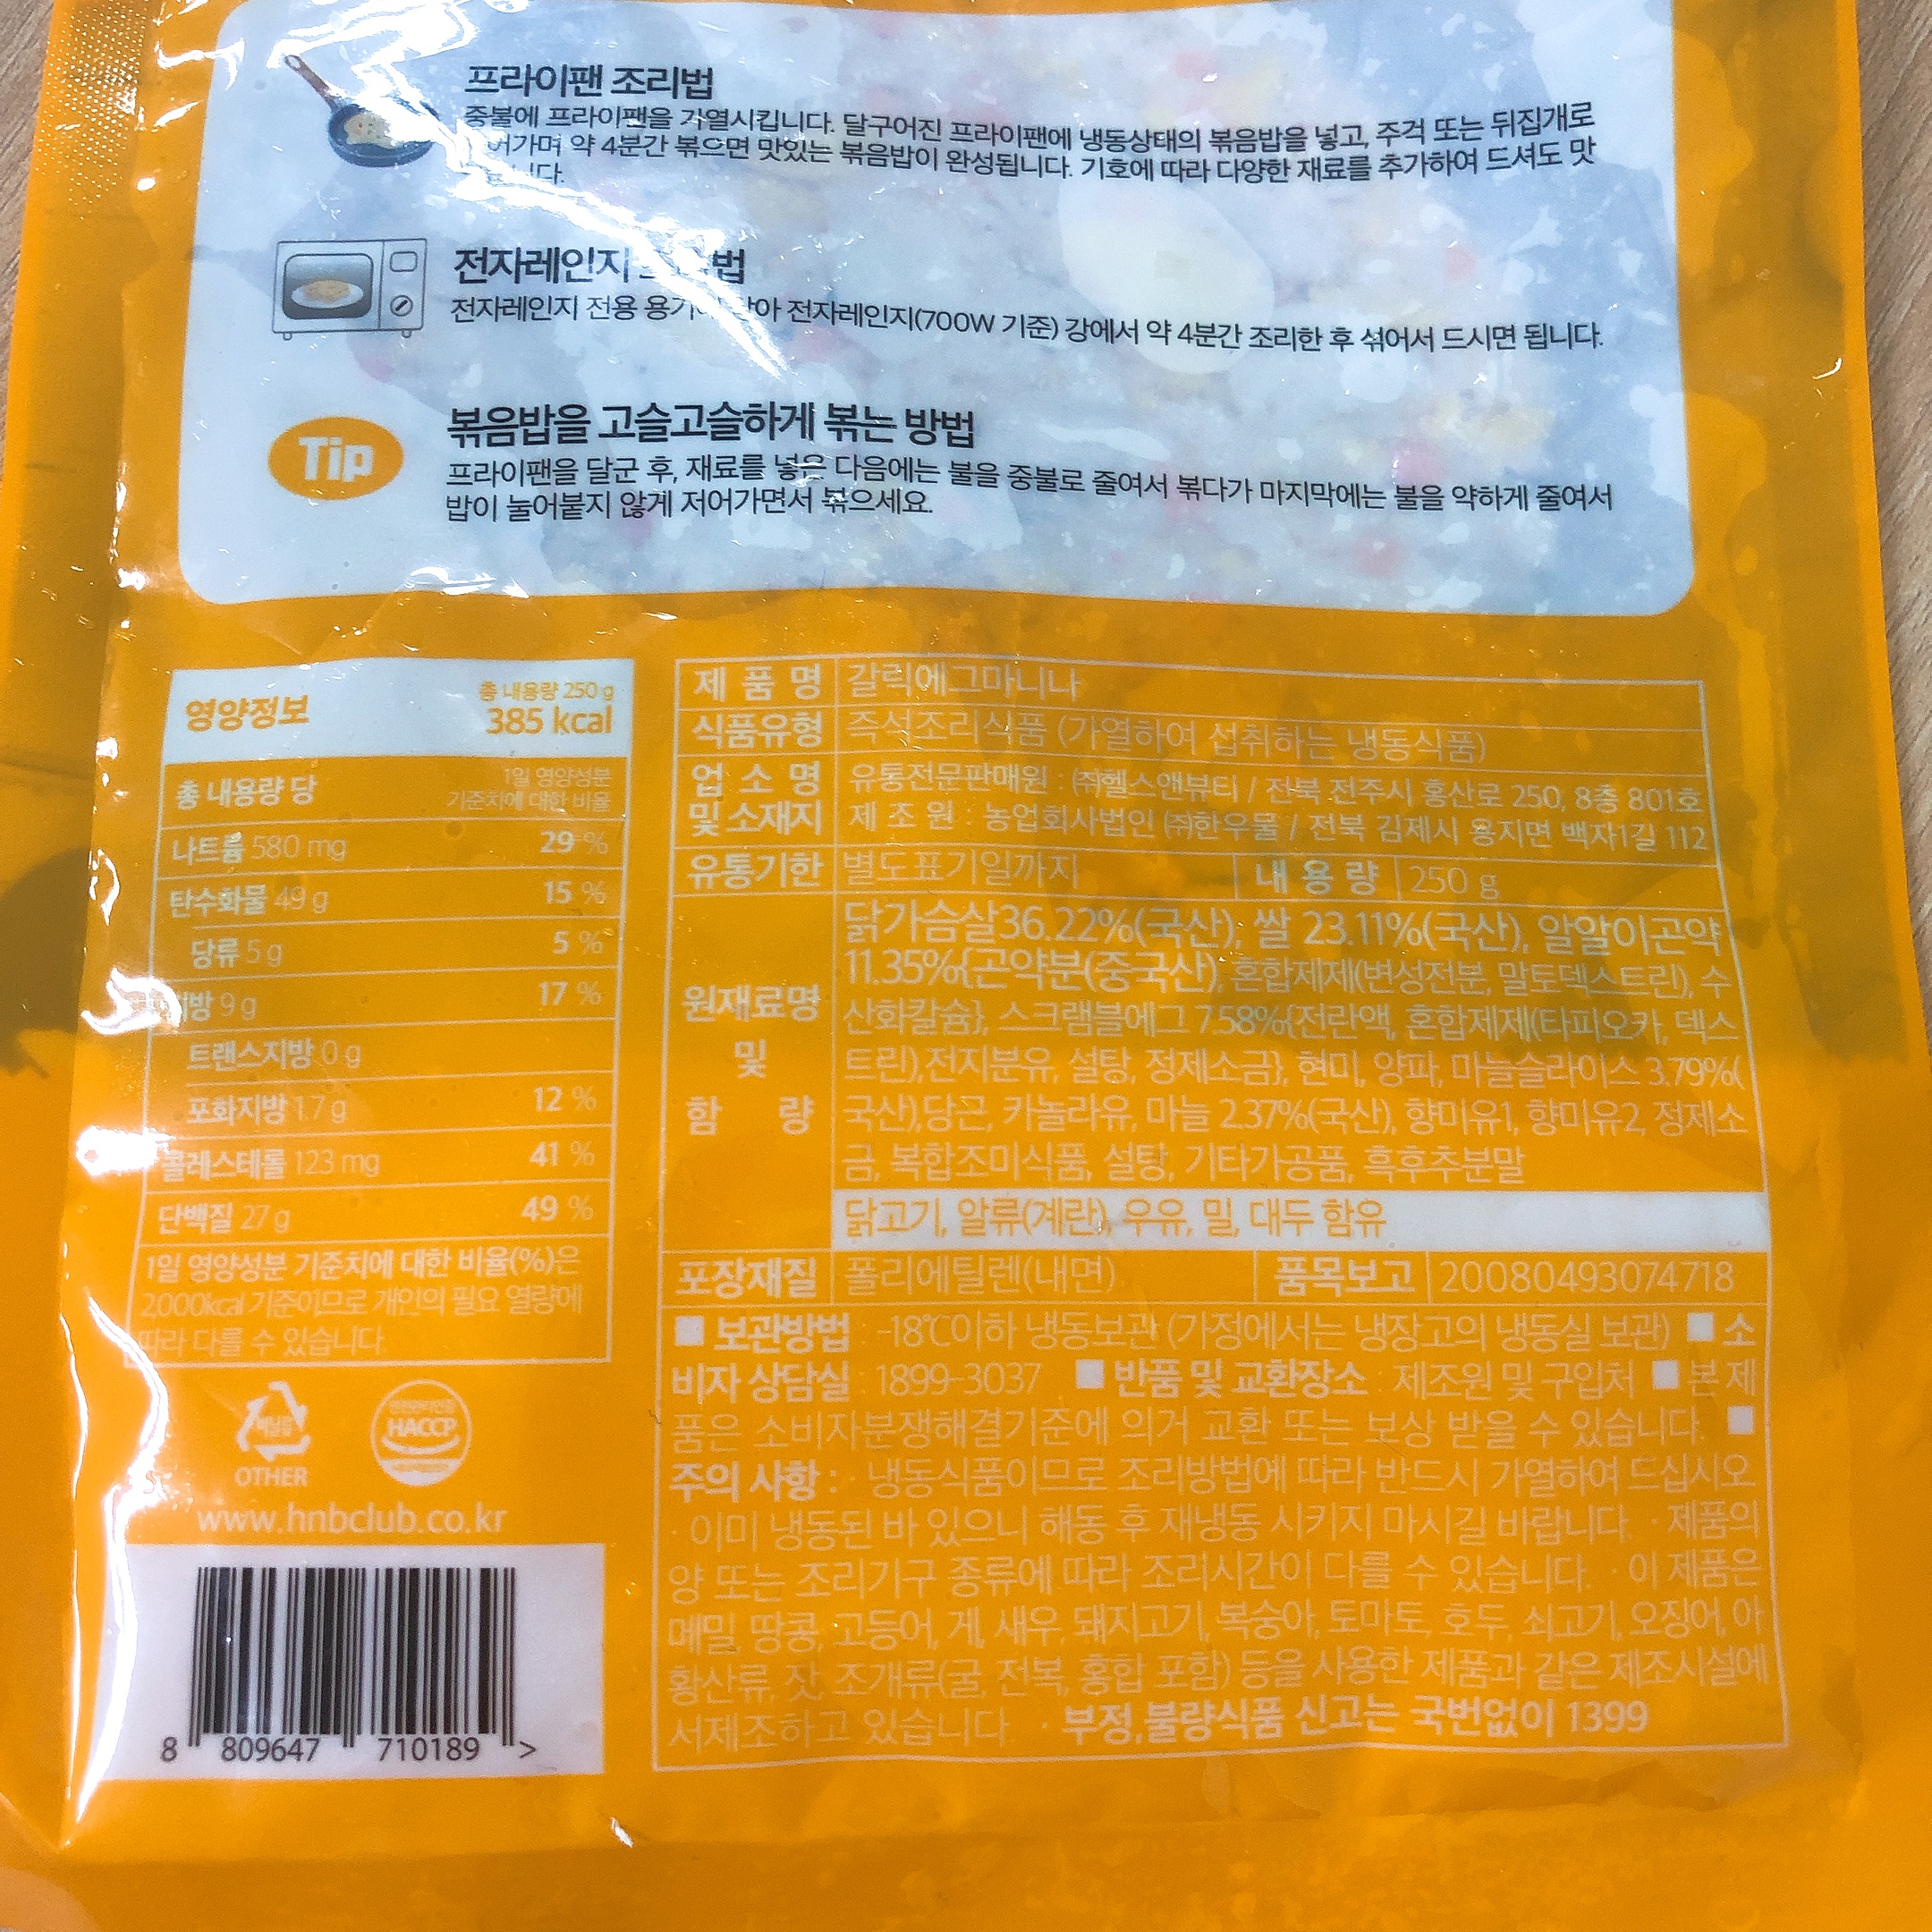 프라이팬 조리법
중불에 프라이팬을 가열시킵니다. 달구어진 프라이팬에 냉동상태의 볶음밥을 넣고, 주걱 또는 뒤집개로
약 4분간 볶으면 맛있는 볶음밥이 완성됩니다. 기호에 따라 다양한 재료를 추가하여 드셔도 맛
전자레인지
전자레인지 전용 전자레인지(700W 기준) 강에서 약 4분간 조리한 후 섞어서 드시면 됩니다.
Tip
볶음밥을 고슬고슬하게 볶는 방법
프라이팬을 달군 후, 재료를 넣은 다음에는 불을 중불로 줄여서 볶다가 마지막에는 불을 약하게 줄여서
밥이 눌어붙지 않게 저어가면서 볶으세요.
영양정보
총 내용량 250 g
385 kcal
총 내용량 당
1일 영양성분
기준치에 대한 비율
나트륨 580 mg 29 %
탄수화물 49 g 15 %
당류 5 g 5 %
9 g 17 %
트랜스지방 0 g
포화지방 1.7 g 12 %
콜레스테롤 123 mg 41 %
단백질 27 g 49 %
1일 영양성분 기준치에 대한 비율(%)은
2,000kcal 기준이므로 개인의 필요 열량에
따라 다를 수 있습니다.
OTHER
HACCP
www.hnbclub.co.kr
8 809647 710189 >
제 품 명 갈릭에그마니나
식품유형 즉석조리식품 (가열하여 섭취하는 냉동식품)
업 소 명 유통전문판매원 : ㈜헬스앤뷰티 / 전북 전주시 홍산로 250, 8층 801호
및 소재지 제 조 원 : 농업회사법인 ㈜한우물 / 전북 김제시 용지면 백자1길 112
유통기한 별도표기일까지 내 용 량 250 g
원재료명
및
함 량
닭가슴살36.22%(국산), 쌀 23.11%(국산), 알알이곤약
11.35%{곤약분(중국산), 혼합제제(변성전분, 말토덱스트린), 수
산화칼슘}, 스크램블에그 7.58%{전란액, 혼합제제(타피오카, 덱스
트린),전지분유, 설탕, 정제소금}, 현미, 양파, 마늘슬라이스 3.79%(
국산),당근, 카놀라유, 마늘 2.37%(국산), 향미유1, 향미유2, 정제소
금, 복합조미식품, 설탕, 기타가공품, 흑후추분말
닭고기, 알류(계란), 우유, 밀, 대두 함유
포장재질 폴리에틸렌(내면) 품목보고 20080493074718
■ 보관방법 : -18℃이하 냉동보관 (가정에서는 냉장고의 냉동실 보관) ■ 소
비자 상담실 : 1899-3037 ■ 반품 및 교환장소 : 제조원 및 구입처 ■ 본 제
품은 소비자분쟁해결기준에 의거 교환 또는 보상 받을 수 있습니다. ■
주의 사항 : · 냉동식품이므로 조리방법에 따라 반드시 가열하여 드십시오
· 이미 냉동된 바 있으니 해동 후 재냉동 시키지 마시길 바랍니다. · 제품의
양 또는 조리기구 종류에 따라 조리시간이 다를 수 있습니다. · 이 제품은
메밀, 땅콩, 고등어, 게, 새우, 돼지고기, 복숭아, 토마토, 호두, 쇠고기, 오징어, 아
황산류, 잣, 조개류(굴, 전복, 홍합 포함) 등을 사용한 제품과 같은 제조시설에
서제조하고 있습니다. · 부정,불량식품 신고는 국번없이 1399